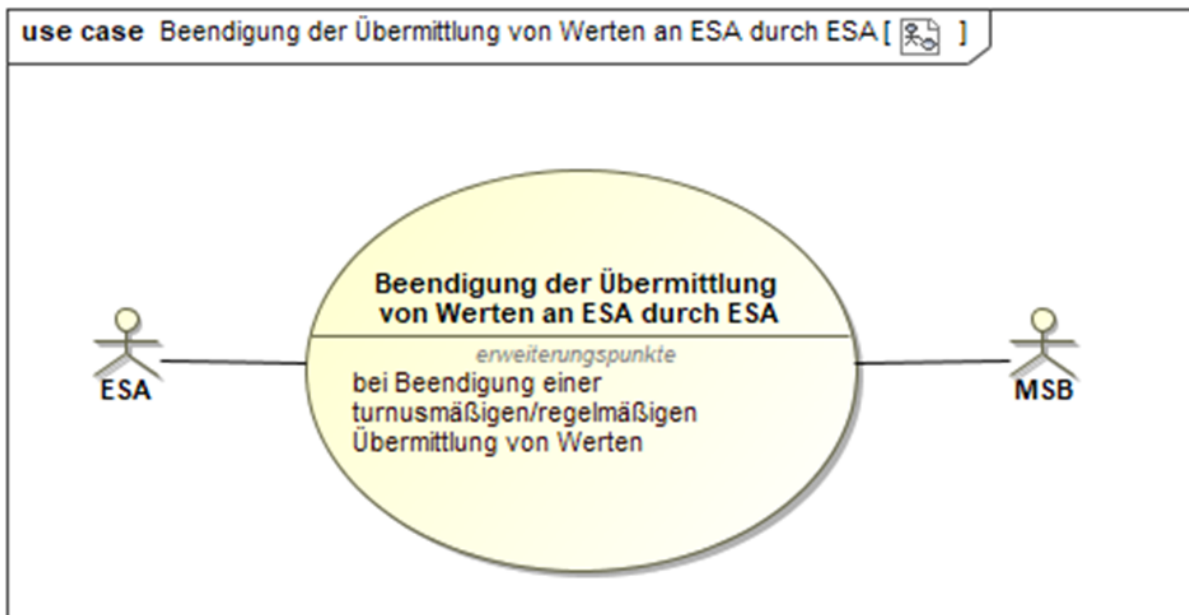 use case Beendigung der Übermittlung von Werten an ESA durch ESA [ ]
Beendigung der Übermittlung
von Werten an ESA durch ESA
erweiterungspunkte
bei Beendigung einer
turnusmäßigen/regelmäßigen
Übermittlung von Werten
ESA
MSB